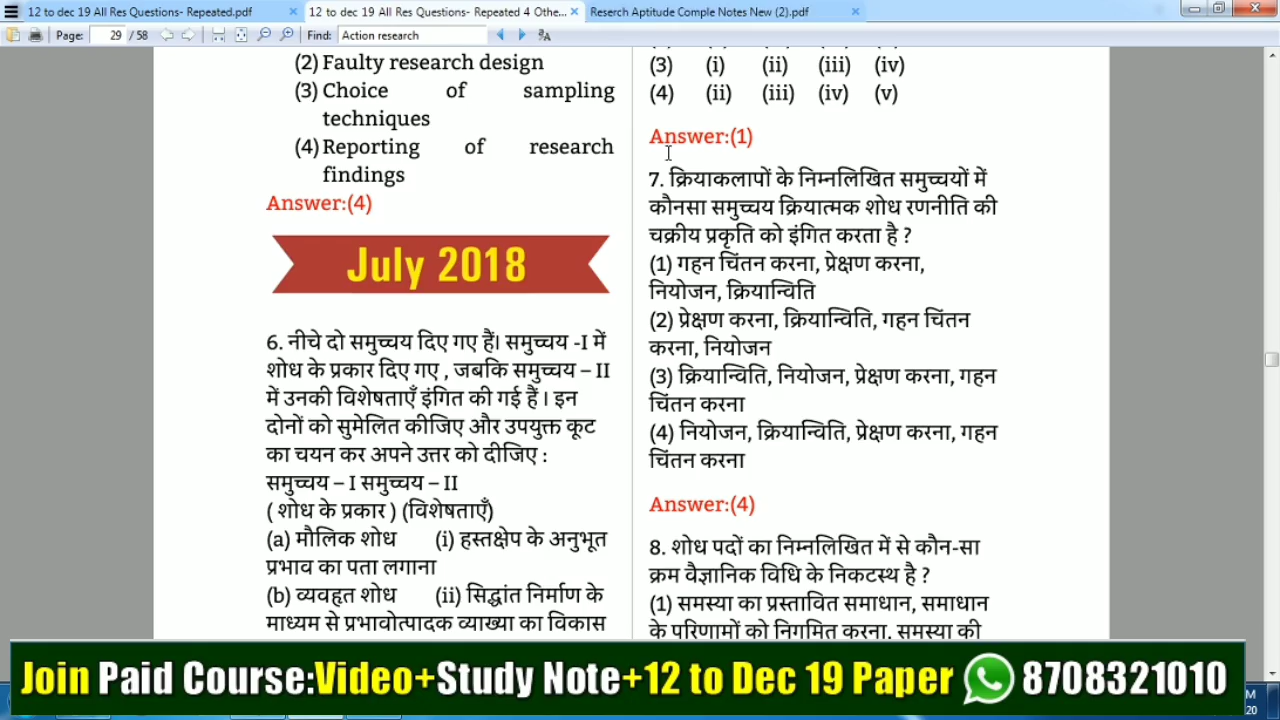 12 to dec 19 All Res Questions- Repeated.pdf
12 to dec 19 All Res Questions- Repeated 4 Othe...
Reserch Aptitude Comple Notes New (2).pdf
Page: 29 / 58 Find: Action research
(2) Faulty research design
(3) Choice of sampling
techniques
(4) Reporting of research
findings
Answer:(4)
July 2018
6. नीचे दो समुच्चय दिए गए हैं। समुच्चय -I में
शोध के प्रकार दिए गए , जबकि समुच्चय – II
में उनकी विशेषताएँ इंगित की गई हैं । इन
दोनों को सुमेलित कीजिए और उपयुक्त कूट
का चयन कर अपने उत्तर को दीजिए :
समुच्चय – I समुच्चय – II
( शोध के प्रकार ) (विशेषताएँ)
(a) मौलिक शोध (i) हस्तक्षेप के अनुभूत
प्रभाव का पता लगाना
(b) व्यवहृत शोध (ii) सिद्धांत निर्माण के
माध्यम से प्रभावोत्पादक व्याख्या का विकास
(3) (i) (ii) (iii) (iv)
(4) (ii) (iii) (iv) (v)
Answer:(1)
7. क्रियाकलापों के निम्नलिखित समुच्चयों में
कौनसा समुच्चय क्रियात्मक शोध रणनीति की
चक्रीय प्रकृति को इंगित करता है ?
(1) गहन चिंतन करना, प्रेक्षण करना,
नियोजन, क्रियान्विति
(2) प्रेक्षण करना, क्रियान्विति, गहन चिंतन
करना, नियोजन
(3) क्रियान्विति, नियोजन, प्रेक्षण करना, गहन
चिंतन करना
(4) नियोजन, क्रियान्विति, प्रेक्षण करना, गहन
चिंतन करना
Answer:(4)
8. शोध पदों का निम्नलिखित में से कौन-सा
क्रम वैज्ञानिक विधि के निकटस्थ है ?
(1) समस्या का प्रस्तावित समाधान, समाधान
के परिणामों को निगमित करना, समस्या की
Join Paid Course:Video+Study Note+12 to Dec 19 Paper 8708321010